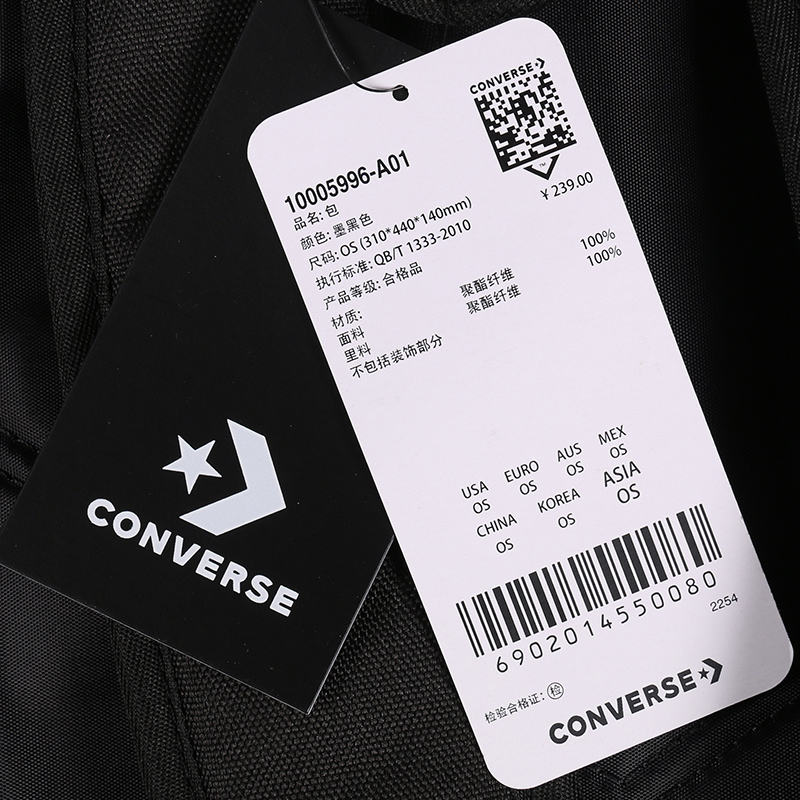 CONVERSE
CONVERSE
10005996-A01
¥ 239.00
品名: 包
颜色: 墨黑色
尺码: OS (310*440*140mm)
执行标准: QB/T 1333-2010
产品等级: 合格品
材质:
面料 聚酯纤维 100%
里料 聚酯纤维 100%
不包括装饰部分
USA EURO AUS MEX
OS OS OS OS
CHINA KOREA ASIA
OS OS OS
6902014550080
2254
检验合格证: 检
CONVERSE